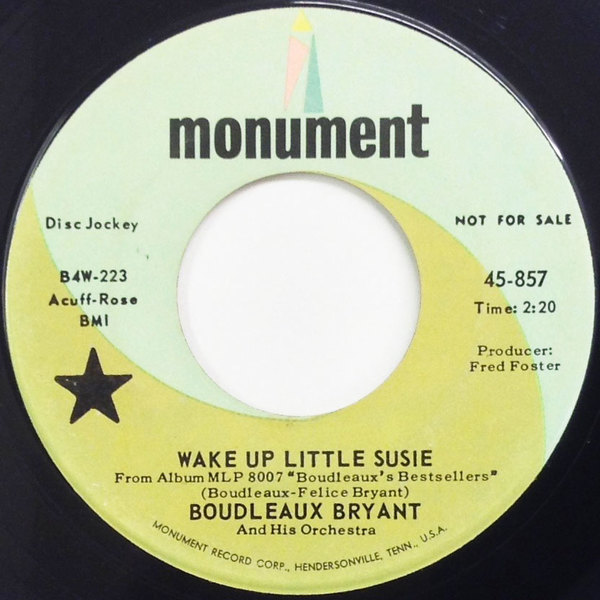 monument
Disc Jockey
NOT FOR SALE
B4W-223
Acuff-Rose
BMI
45-857
Time: 2:20
Producer:
Fred Foster
WAKE UP LITTLE SUSIE
From Album MLP 8007 "Boudleaux's Bestsellers"
(Boudleaux-Felice Bryant)
BOUDLEAUX BRYANT
And His Orchestra
MONUMENT RECORD CORP., HENDERSONVILLE, TENN., U.S.A.